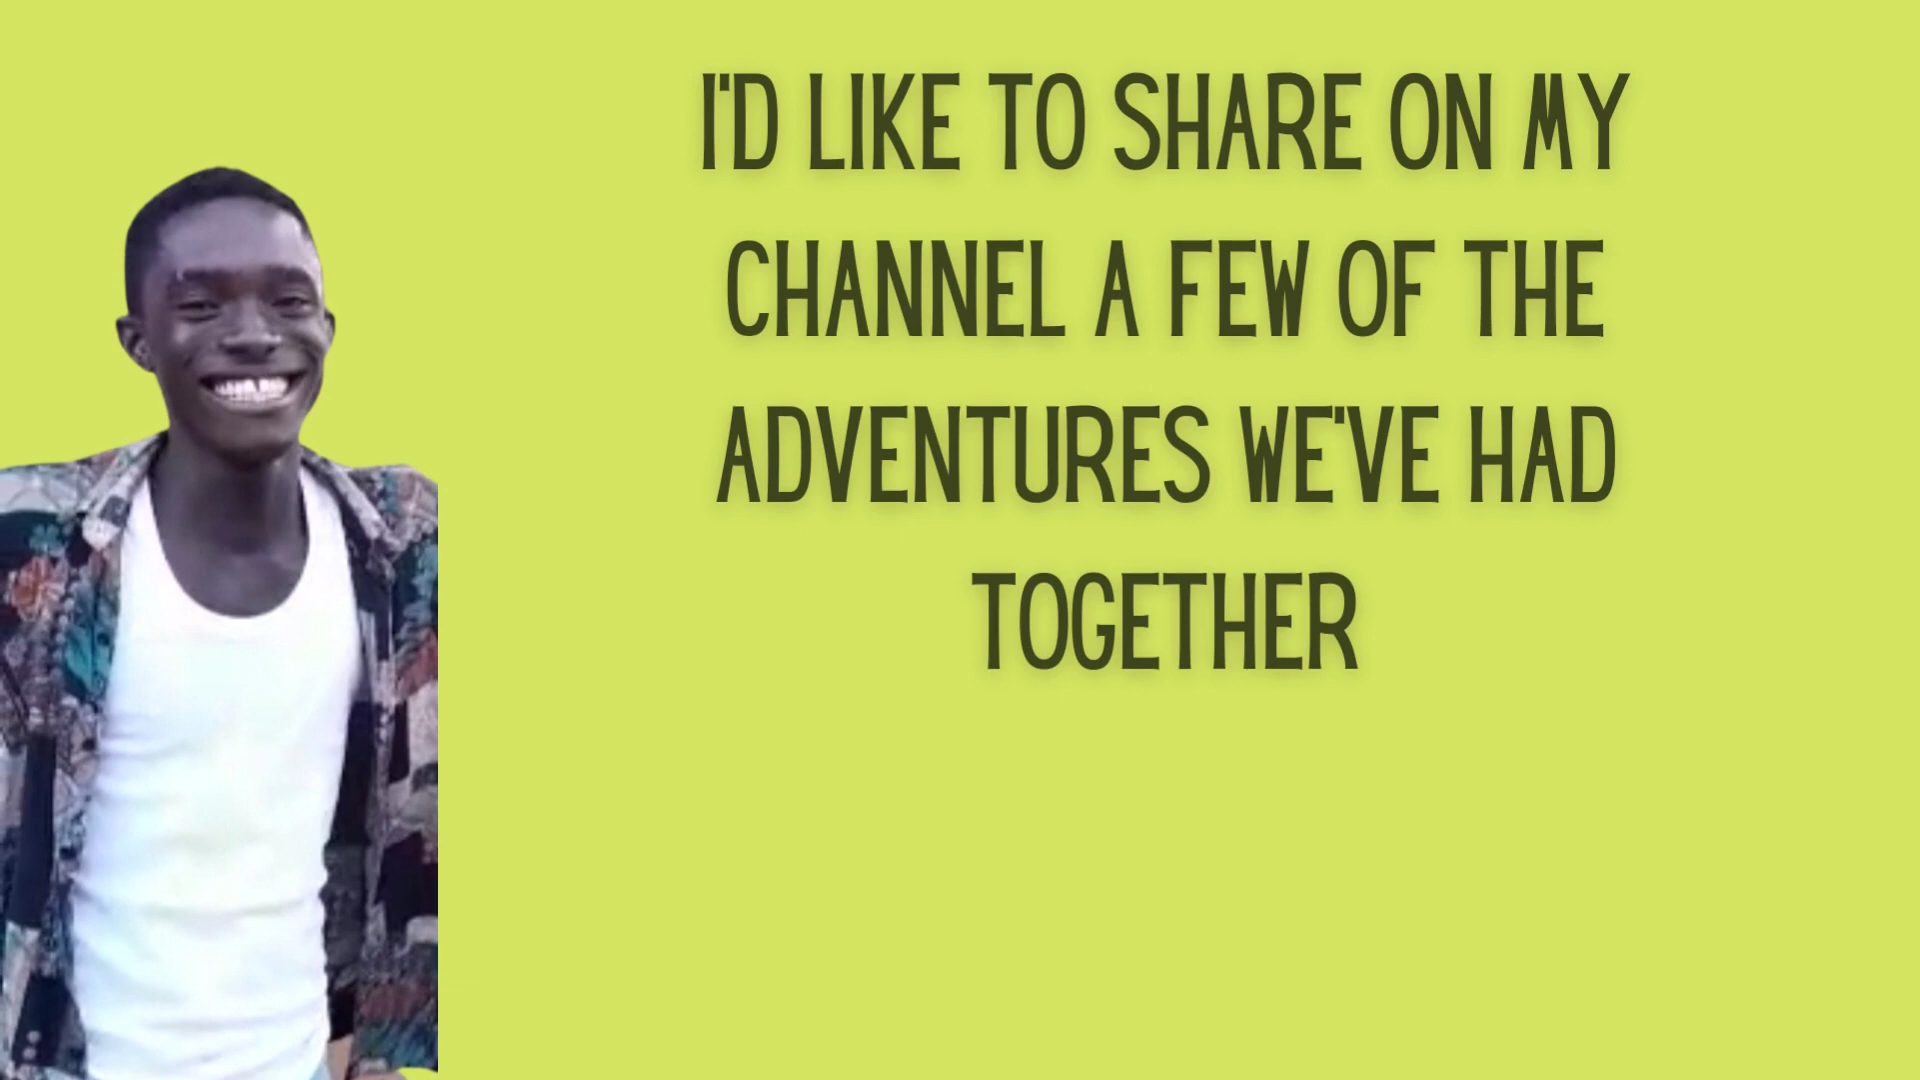 I'D LIKE TO SHARE ON MY
CHANNEL A FEW OF THE
ADVENTURES WE'VE HAD
TOGETHER